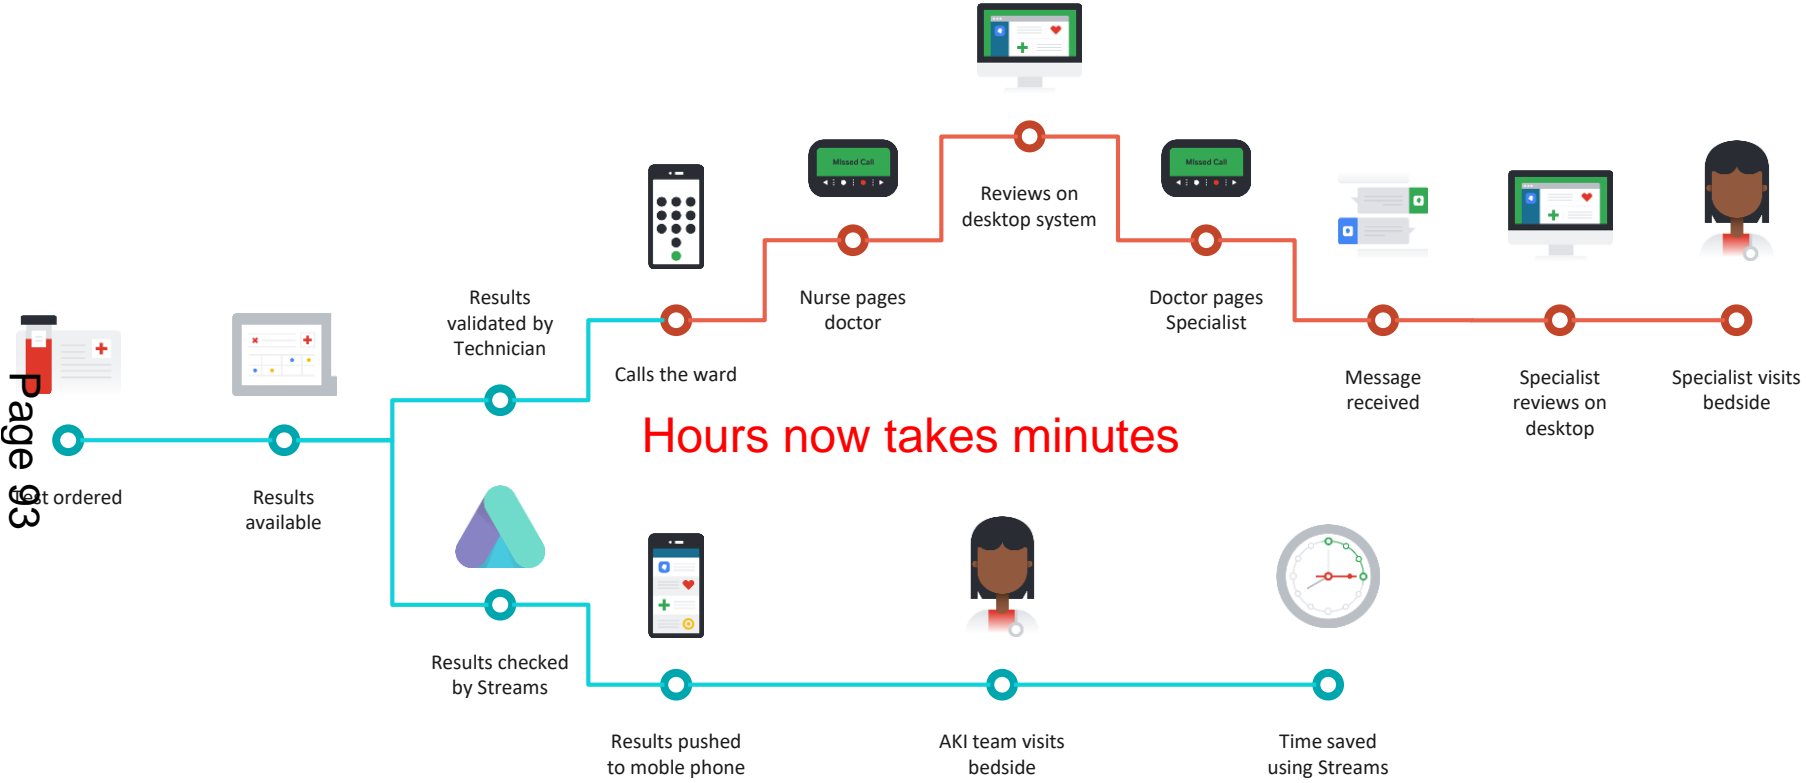 Missed Call
Missed Call
Reviews on
desktop system
Nurse pages
doctor
Doctor pages
Specialist
Results
validated by
Technician
Calls the ward
Message
received
Specialist
reviews on
desktop
Specialist visits
bedside
Hours now takes minutes
Page 93
Test ordered
Results
available
Results checked
by Streams
Results pushed
to moble phone
AKI team visits
bedside
Time saved
using Streams